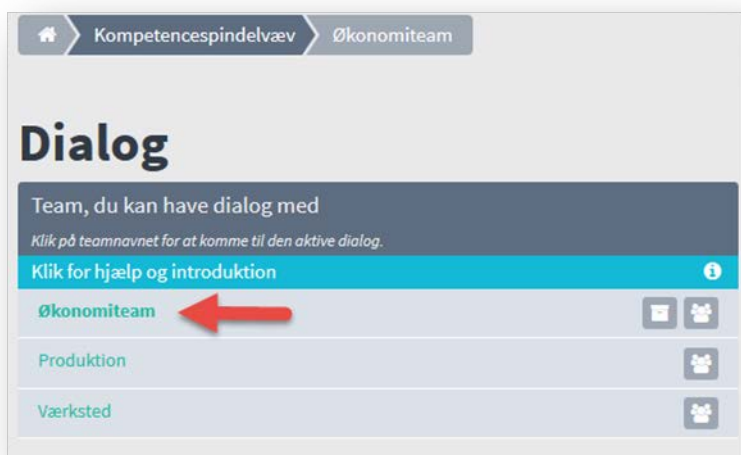 Kompetencespindelvæv Økonomiteam
Dialog
Team, du kan have dialog med
Klik på teamnavnet for at komme til den aktive dialog.
Klik for hjælp og introduktion
Økonomiteam
Produktion
Værksted